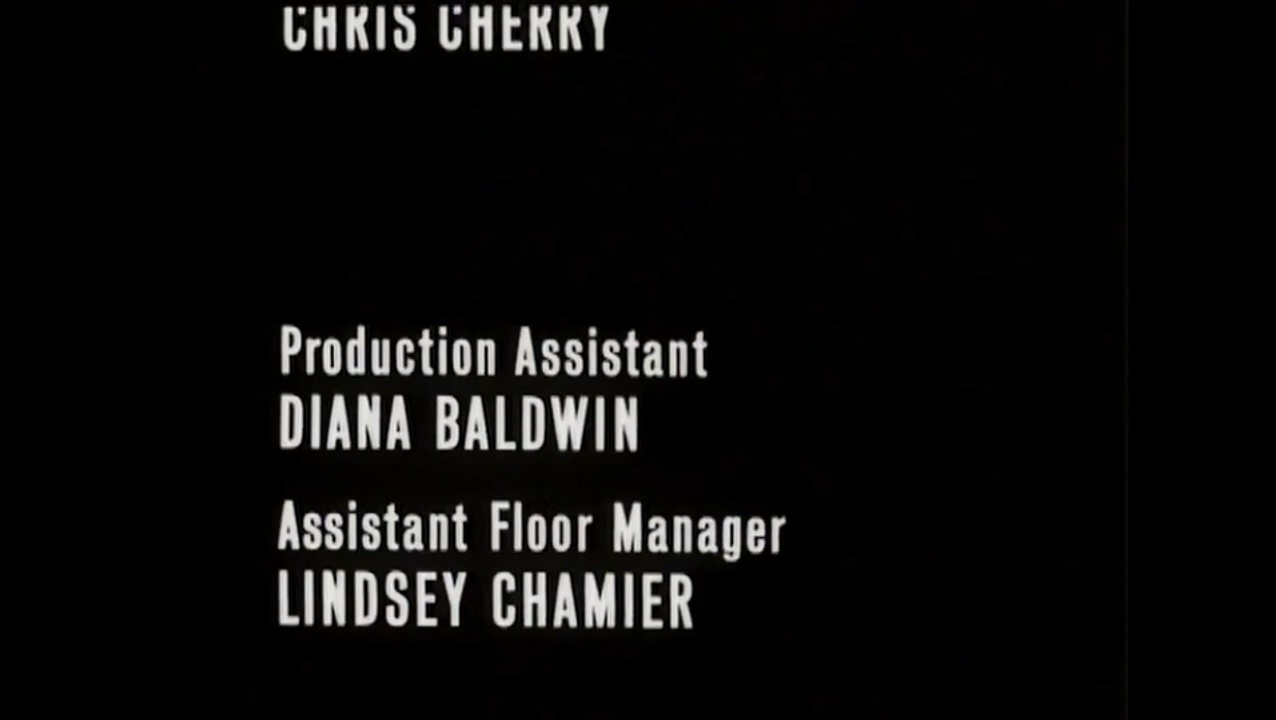 CHRIS CHERRY
Production Assistant
DIANA BALDWIN
Assistant Floor Manager
LINDSEY CHAMIER